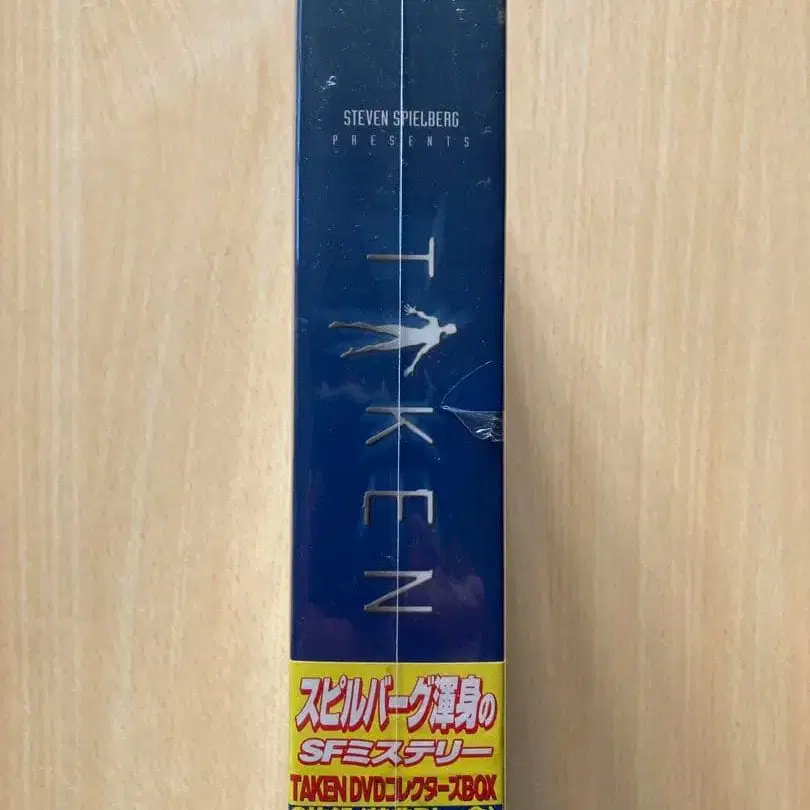 STEVEN SPIELBERG
PRESENTS
TAKEN
スピルバーグ渾身の
SFミステリー
TAKEN DVDコレクターズBOX